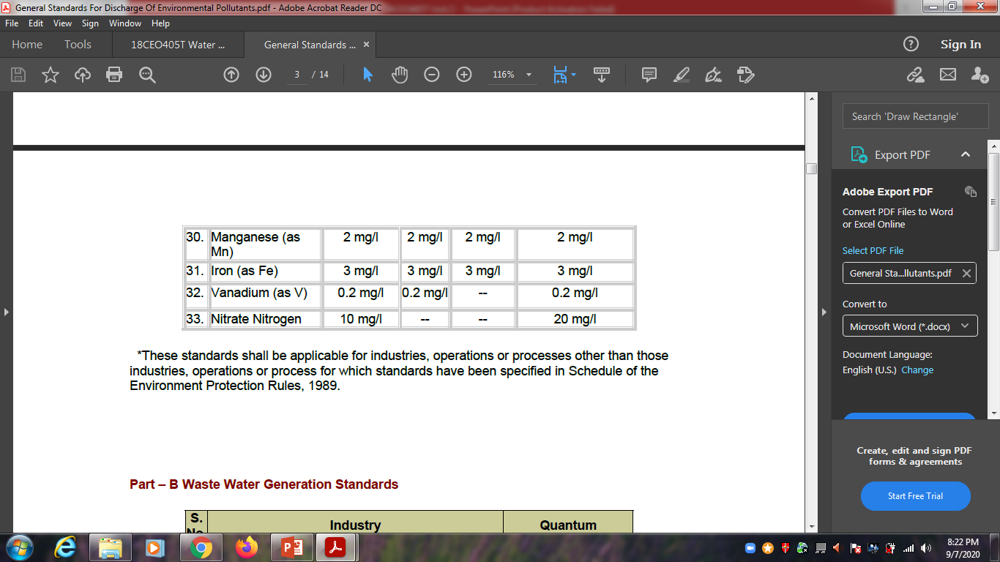 General Standards For Discharge Of Environmental Pollutants.pdf - Adobe Acrobat Reader DC
File Edit View Sign Window Help
Home Tools 18CEO405T Water ... General Standards ... × ? Sign In
3 / 14 116%
Search 'Draw Rectangle'
Export PDF
Adobe Export PDF
Convert PDF Files to Word
or Excel Online
Select PDF File
General Sta...llutants.pdf
Convert to
Microsoft Word (*.docx)
Document Language:
English (U.S.) Change
Create, edit and sign PDF
forms & agreements
Start Free Trial
30. Manganese (as 2 mg/l 2 mg/l 2 mg/l 2 mg/l
Mn)
31. Iron (as Fe) 3 mg/l 3 mg/l 3 mg/l 3 mg/l
32. Vanadium (as V) 0.2 mg/l 0.2 mg/l -- 0.2 mg/l
33. Nitrate Nitrogen 10 mg/l -- -- 20 mg/l
*These standards shall be applicable for industries, operations or processes other than those
industries, operations or process for which standards have been specified in Schedule of the
Environment Protection Rules, 1989.
Part – B Waste Water Generation Standards
S. Industry Quantum
8:22 PM
9/7/2020